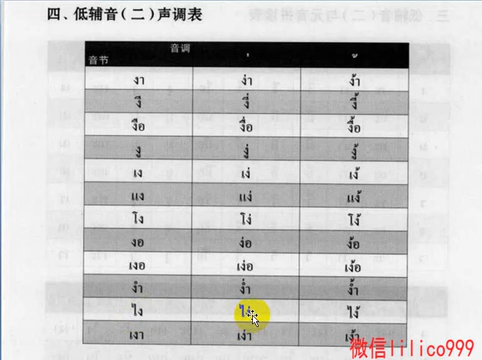 四、低辅音（二）声调表
音调 ่ ้
音节
งา ง่า ง้า
งี งี่ งี้
งือ งื่อ งื้อ
งู งู่ งู้
เง เง่ เง้
แง แง่ แง้
โง โง่ โง้
งอ ง่อ ง้อ
เงอ เง่อ เง้อ
งำ ง่ำ ง้ำ
ไง ไง่ ไง้
เงา เง่า เง้า
微信lilico999